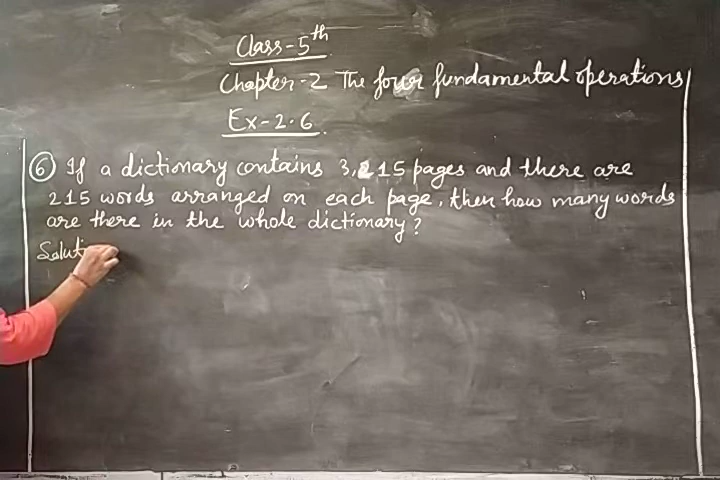 Class-5th
Chapter-2 The four fundamental operations
Ex-2.6
6 If a dictionary contains 3,215 pages and there are
215 words arranged on each page, then how many words
are there in the whole dictionary?
Soluti